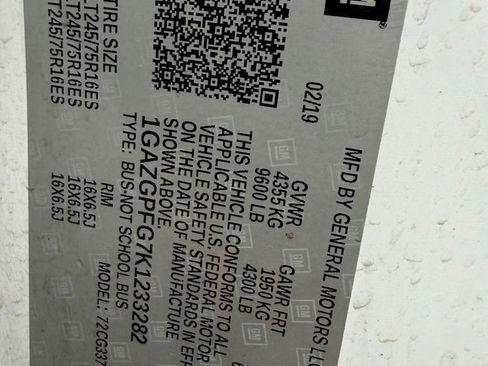 GM
MFD BY GENERAL MOTORS LLC
02/19
GVWR GAWR FRT
4355 KG 1950 KG
9600 LB 4300 LB
THIS VEHICLE CONFORMS TO ALL
APPLICABLE U.S. FEDERAL MOTOR
VEHICLE SAFETY STANDARDS IN EFF
ON THE DATE OF MANUFACTURE
SHOWN ABOVE.
1GAZGPFG7K1233282
TYPE: BUS-NOT SCHOOL BUS MODEL: 72CG337
TIRE SIZE RIM
LT245/75R16ES 16X6.5J
LT245/75R16ES 16X6.5J
LT245/75R16ES 16X6.5J